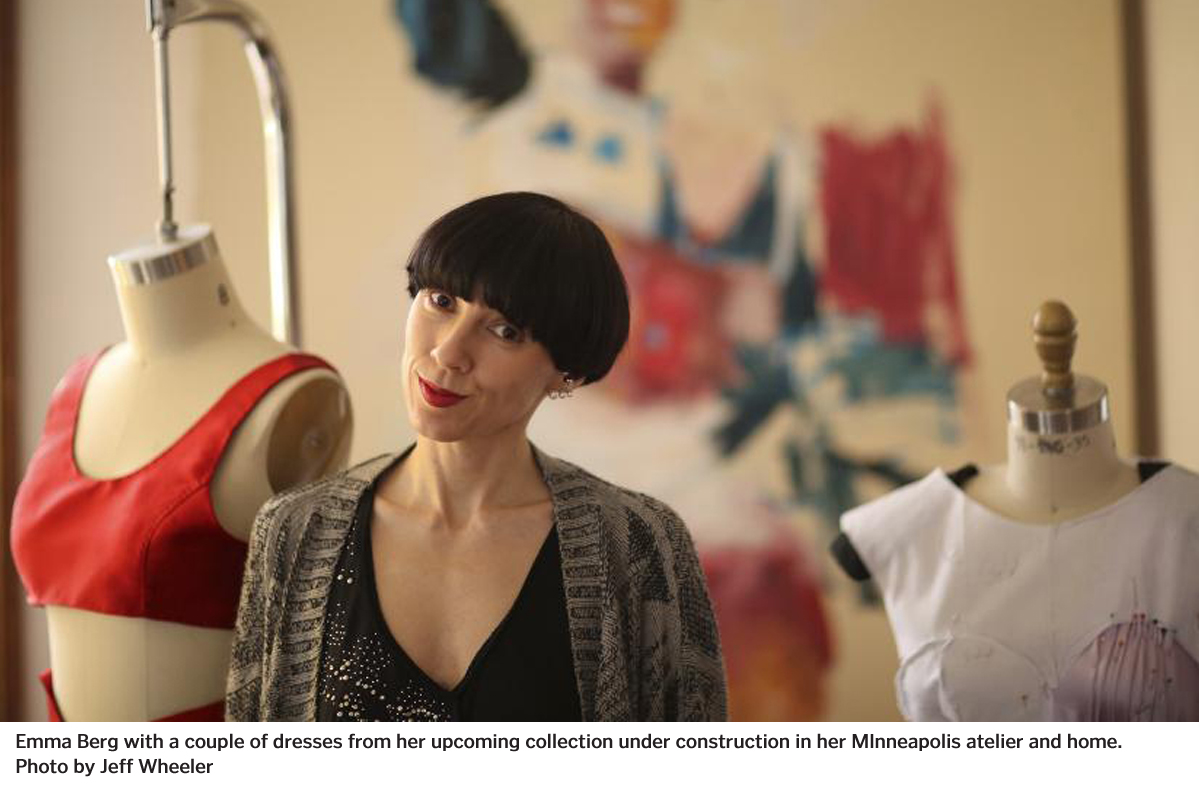 8
Emma Berg with a couple of dresses from her upcoming collection under construction in her MInneapolis atelier and home.
Photo by Jeff Wheeler